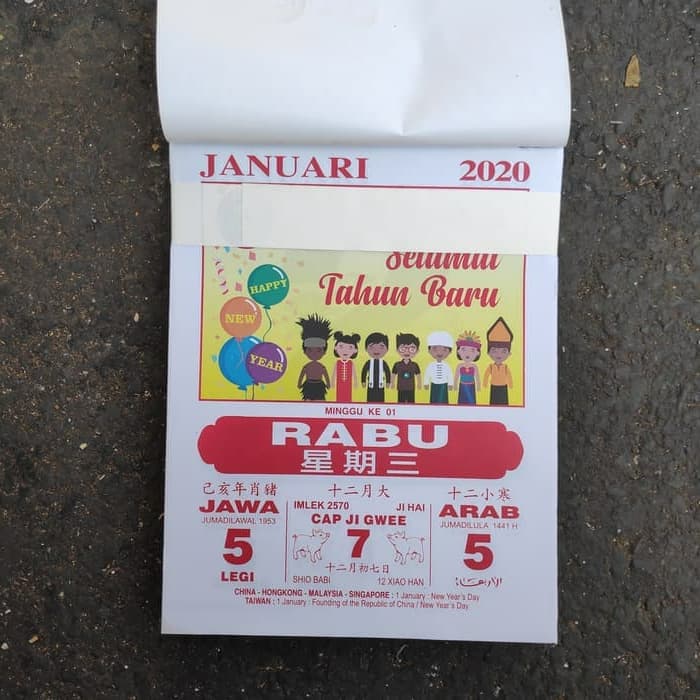 JANUARI 2020
Selamat
Tahun Baru
HAPPY
NEW
YEAR
MINGGU KE 01
RABU
星期三
己亥年肖豬
JAWA
JUMADILAWAL 1953
5
LEGI
十二月大
IMLEK 2570 JI HAI
CAP JI GWEE
7
十二月初七日
SHIO BABI 12 XIAO HAN
十二小寒
ARAB
JUMADILULA 1441 H
5
CHINA - HONGKONG - MALAYSIA - SINGAPORE : 1 January : New Year's Day
TAIWAN : 1 January : Founding of the Republic of China / New Year's Day